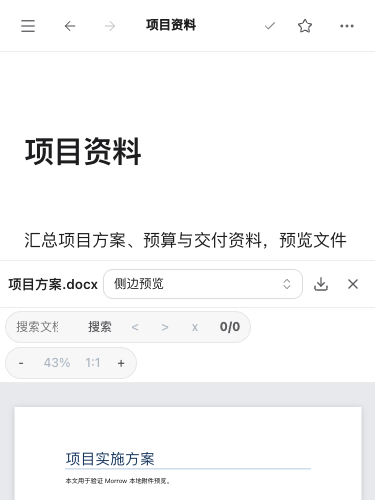 项目资料
项目资料
汇总项目方案、预算与交付资料，预览文件
项目方案.docx 侧边预览
搜索文档 搜索 < > x 0/0
- 43% 1:1 +
项目实施方案
本文用于验证 Morrow 本地附件预览。